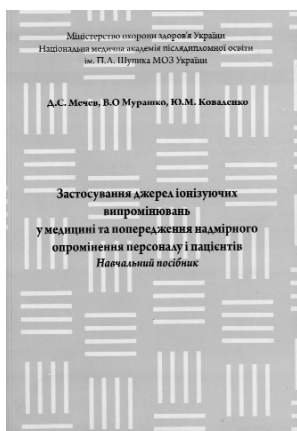 Міністерство охорони здоров'я України
Національна медична академія післядипломної освіти
ім. П.Л. Шупика МОЗ України
Д.С. Мечев, В.О Мурашко, Ю.М. Коваленко
Застосування джерел іонізуючих
випромінювань
у медицині та попередження надмірного
опромінення персоналу і пацієнтів
Навчальний посібник